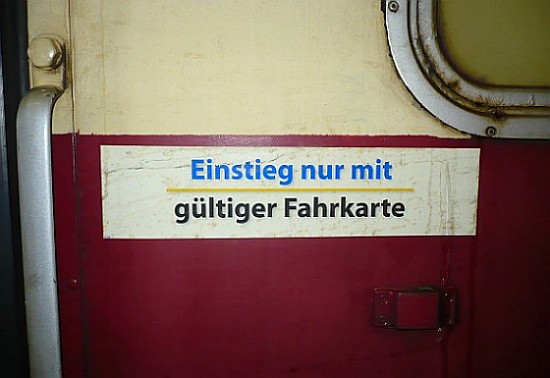 Einstieg nur mit
gültiger Fahrkarte